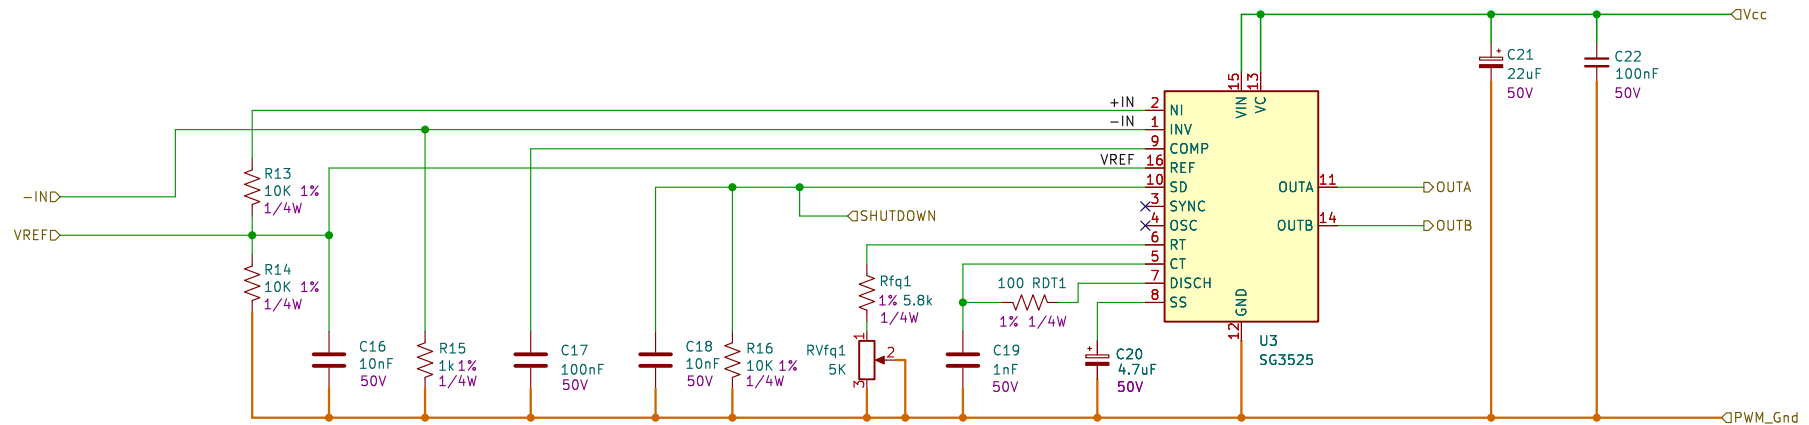 Vcc
C21
22uF
50V
C22
100nF
50V
+IN
-IN
VREF
2
1
9
16
10
3
4
6
5
7
8
15
13
VIN
VC
NI
INV
COMP
REF
SD
SYNC
OSC
RT
CT
DISCH
SS
GND
12
OUTA
OUTB
11
14
OUTA
OUTB
U3
SG3525
-IN
VREF
R13
10K 1%
1/4W
R14
10K 1%
1/4W
SHUTDOWN
Rfq1
1% 5.8k
1/4W
100 RDT1
1% 1/4W
C16
10nF
50V
R15
1k 1%
1/4W
C17
100nF
50V
C18
10nF
50V
R16
10K 1%
1/4W
RVfq1
5K
1
2
3
C19
1nF
50V
+
C20
4.7uF
50V
+
PWM_Gnd